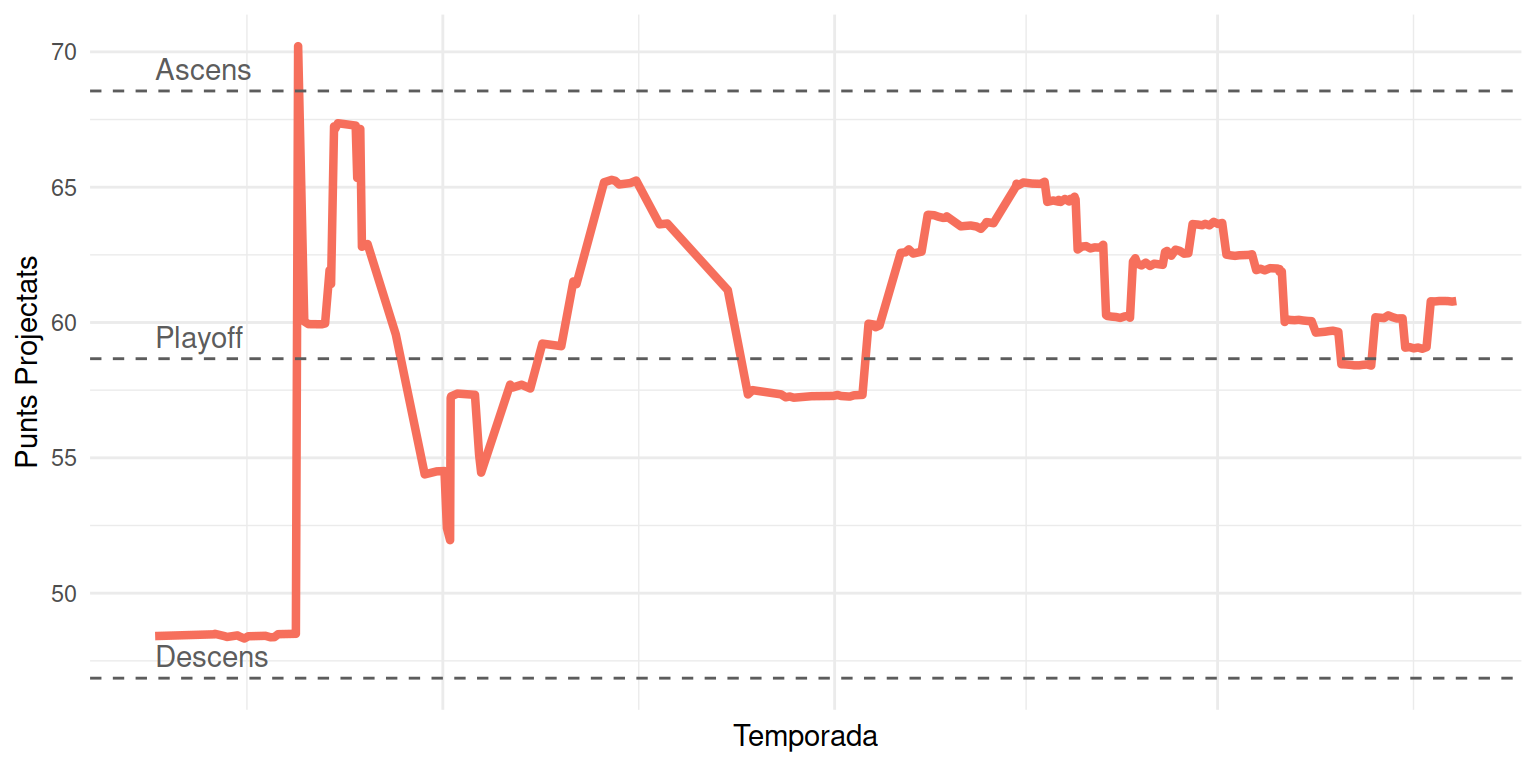 70
Ascens
65
60
Playoff
55
50
Descens
Punts Projectats
Temporada